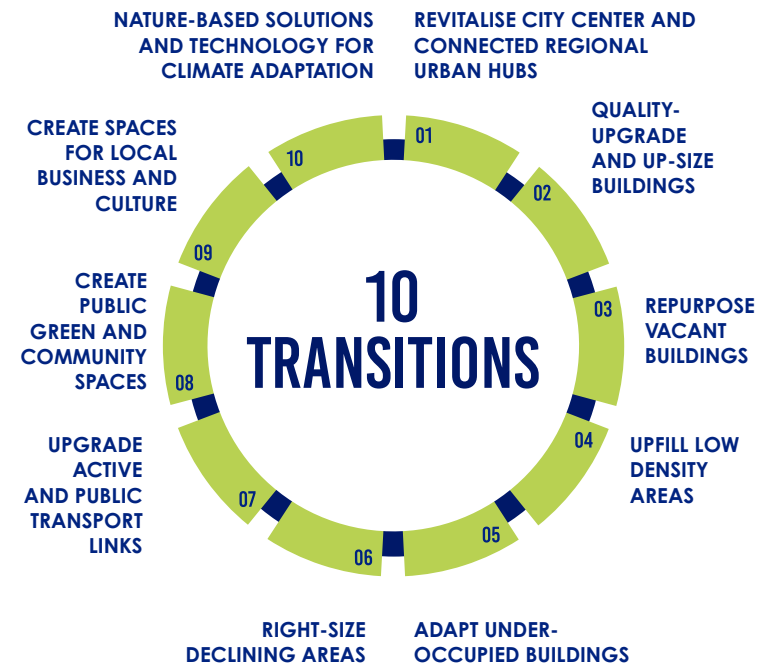 10
TRANSITIONS
01
REVITALISE CITY CENTER AND
CONNECTED REGIONAL
URBAN HUBS
02
QUALITY-
UPGRADE
AND UP-SIZE
BUILDINGS
03
REPURPOSE
VACANT
BUILDINGS
04
UPFILL LOW
DENSITY
AREAS
05
ADAPT UNDER-
OCCUPIED BUILDINGS
06
RIGHT-SIZE
DECLINING AREAS
07
UPGRADE
ACTIVE
AND PUBLIC
TRANSPORT
LINKS
08
CREATE
PUBLIC
GREEN AND
COMMUNITY
SPACES
09
CREATE SPACES
FOR LOCAL
BUSINESS AND
CULTURE
10
NATURE-BASED SOLUTIONS
AND TECHNOLOGY FOR
CLIMATE ADAPTATION